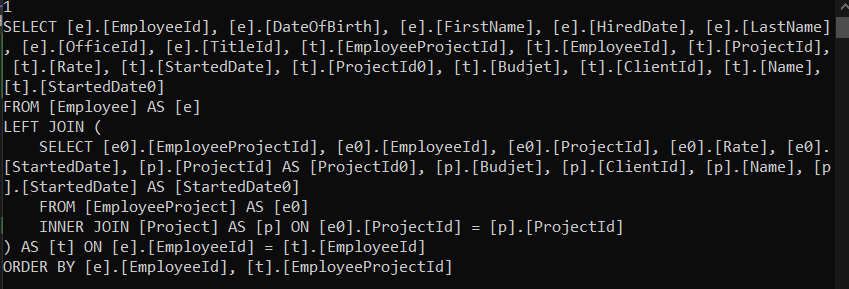 1
SELECT [e].[EmployeeId], [e].[DateOfBirth], [e].[FirstName], [e].[HiredDate], [e].[LastName]
, [e].[OfficeId], [e].[TitleId], [t].[EmployeeProjectId], [t].[EmployeeId], [t].[ProjectId],
 [t].[Rate], [t].[StartedDate], [t].[ProjectId0], [t].[Budjet], [t].[ClientId], [t].[Name],
[t].[StartedDate0]
FROM [Employee] AS [e]
LEFT JOIN (
    SELECT [e0].[EmployeeProjectId], [e0].[EmployeeId], [e0].[ProjectId], [e0].[Rate], [e0].
[StartedDate], [p].[ProjectId] AS [ProjectId0], [p].[Budjet], [p].[ClientId], [p].[Name], [p
].[StartedDate] AS [StartedDate0]
    FROM [EmployeeProject] AS [e0]
    INNER JOIN [Project] AS [p] ON [e0].[ProjectId] = [p].[ProjectId]
) AS [t] ON [e].[EmployeeId] = [t].[EmployeeId]
ORDER BY [e].[EmployeeId], [t].[EmployeeProjectId]